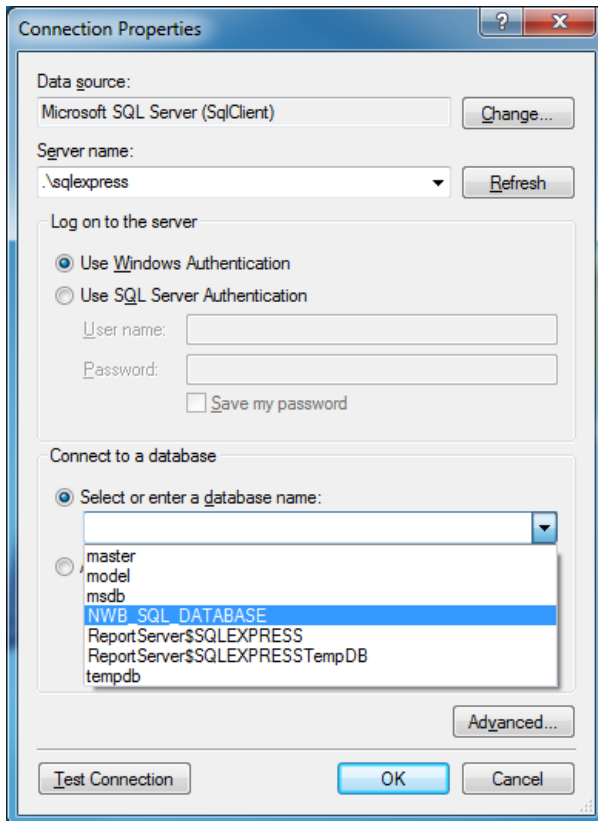 Connection Properties
?
X
Data source:
Microsoft SQL Server (SqlClient)
Change...
Server name:
.\sqlexpress
Refresh
Log on to the server
Use Windows Authentication
Use SQL Server Authentication
User name:
Password:
Save my password
Connect to a database
Select or enter a database name:
master
model
msdb
NWB_SQL_DATABASE
ReportServer$SQLEXPRESS
ReportServer$SQLEXPRESSTempDB
tempdb
Advanced...
Test Connection
OK
Cancel